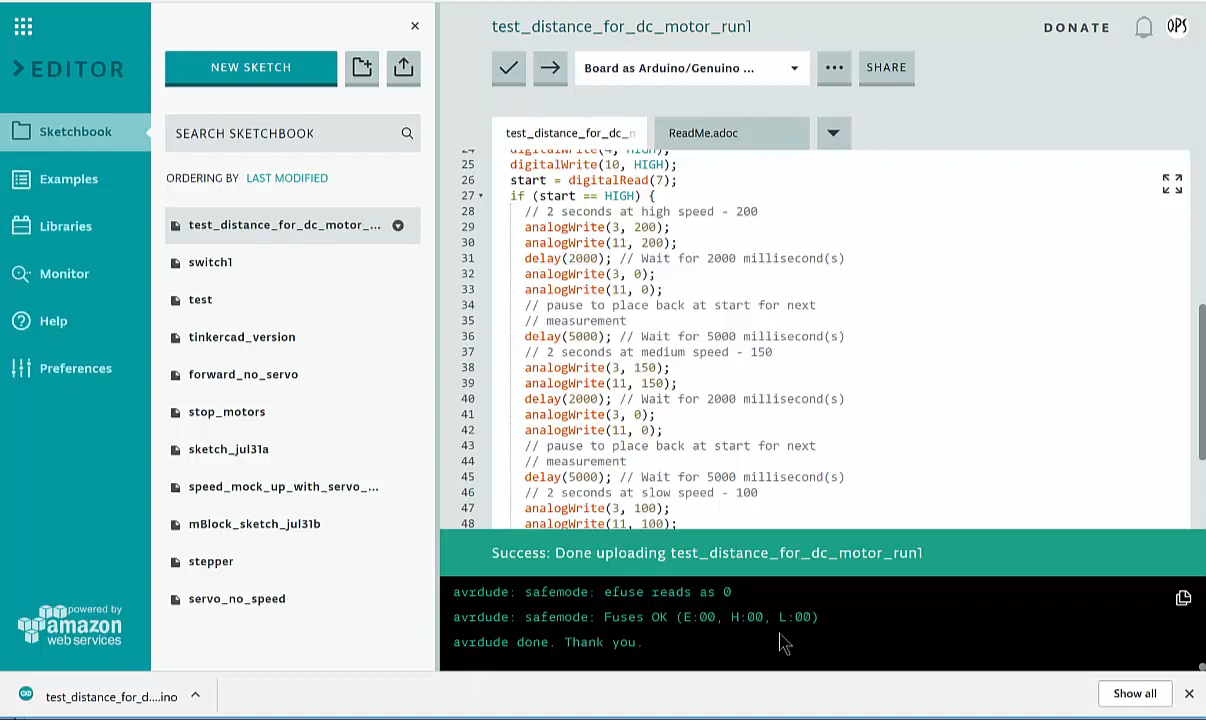 EDITOR
Sketchbook
Examples
Libraries
Monitor
Help
Preferences
powered by
amazon
web services
NEW SKETCH
SEARCH SKETCHBOOK
ORDERING BY LAST MODIFIED
test_distance_for_dc_motor_...
switch1
test
tinkercad_version
forward_no_servo
stop_motors
sketch_jul31a
speed_mock_up_with_servo_...
mBlock_sketch_jul31b
stepper
servo_no_speed
test_distance_for_dc_motor_run1
DONATE
OPS
Board as Arduino/Genuino ...
SHARE
test_distance_for_dc_n
ReadMe.adoc
24 digitalWrite(4, HIGH);
25 digitalWrite(10, HIGH);
26 start = digitalRead(7);
27 if (start == HIGH) {
28 // 2 seconds at high speed - 200
29 analogWrite(3, 200);
30 analogWrite(11, 200);
31 delay(2000); // Wait for 2000 millisecond(s)
32 analogWrite(3, 0);
33 analogWrite(11, 0);
34 // pause to place back at start for next
35 // measurement
36 delay(5000); // Wait for 5000 millisecond(s)
37 // 2 seconds at medium speed - 150
38 analogWrite(3, 150);
39 analogWrite(11, 150);
40 delay(2000); // Wait for 2000 millisecond(s)
41 analogWrite(3, 0);
42 analogWrite(11, 0);
43 // pause to place back at start for next
44 // measurement
45 delay(5000); // Wait for 5000 millisecond(s)
46 // 2 seconds at slow speed - 100
47 analogWrite(3, 100);
48 analogWrite(11, 100);
Success: Done uploading test_distance_for_dc_motor_run1
avrdude: safemode: efuse reads as 0
avrdude: safemode: Fuses OK (E:00, H:00, L:00)
avrdude done. Thank you.
test_distance_for_d....ino
Show all